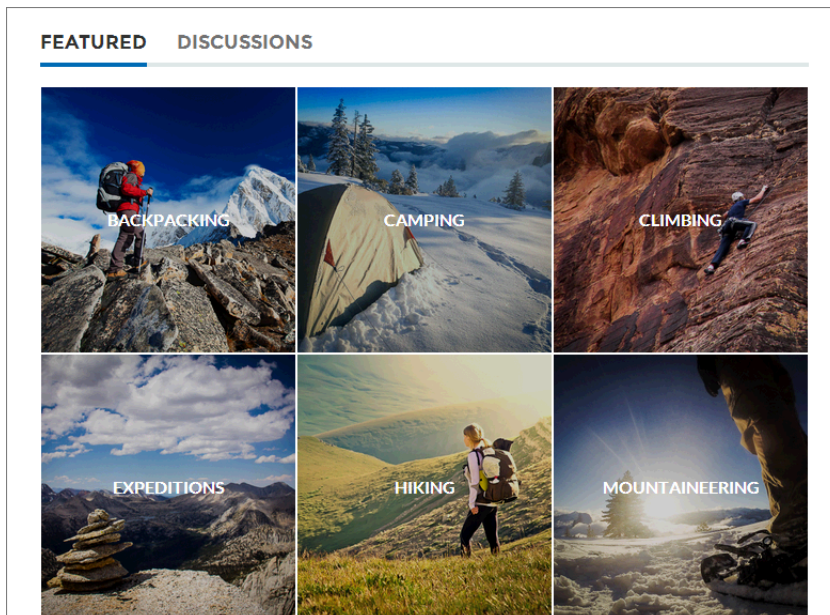 FEATURED DISCUSSIONS
BACKPACKING CAMPING CLIMBING
EXPEDITIONS HIKING MOUNTAINEERING